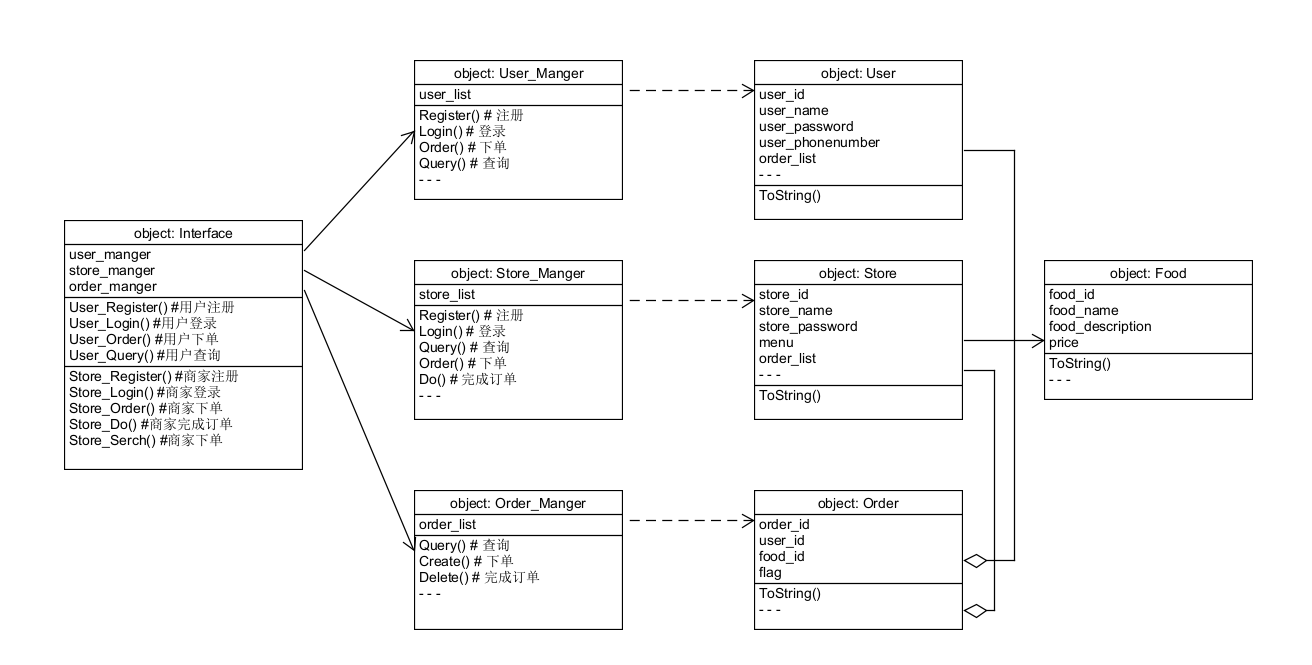 object: User_Manger
user_list
Register() # 注册
Login() # 登录
Order() # 下单
Query() # 查询
- - -
object: User
user_id
user_name
user_password
user_phonenumber
order_list
- - -
ToString()
object: Interface
user_manger
store_manger
order_manger
User_Register() #用户注册
User_Login() #用户登录
User_Order() #用户下单
User_Query() #用户查询
Store_Register() #商家注册
Store_Login() #商家登录
Store_Order() #商家下单
Store_Do() #商家完成订单
Store_Serch() #商家下单
object: Store_Manger
store_list
Register() # 注册
Login() # 登录
Query() # 查询
Order() # 下单
Do() # 完成订单
- - -
object: Store
store_id
store_name
store_password
menu
order_list
- - -
ToString()
object: Food
food_id
food_name
food_description
price
ToString()
- - -
object: Order_Manger
order_list
Query() # 查询
Create() # 下单
Delete() # 完成订单
- - -
object: Order
order_id
user_id
food_id
flag
ToString()
- - -